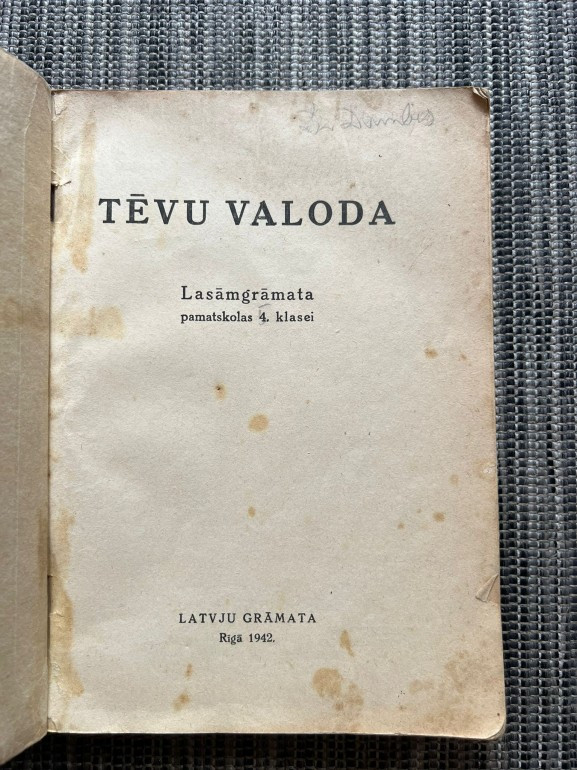 TĒVU VALODA
Lasāmgrāmata
pamatskolas 4. klasei
LATVJU GRĀMATA
Rīgā 1942.